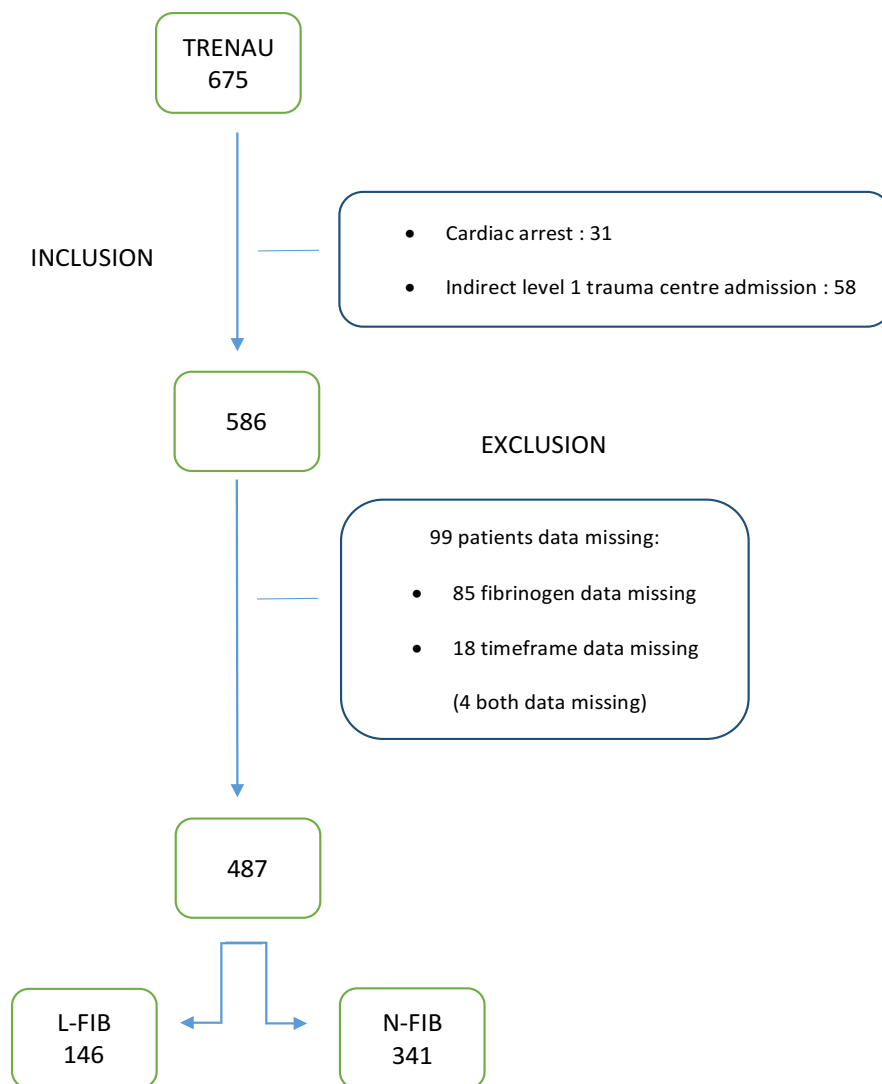 TRENAU
675
INCLUSION
• Cardiac arrest : 31
• Indirect level 1 trauma centre admission : 58
586
EXCLUSION
99 patients data missing:
• 85 fibrinogen data missing
• 18 timeframe data missing
(4 both data missing)
487
L-FIB
146
N-FIB
341